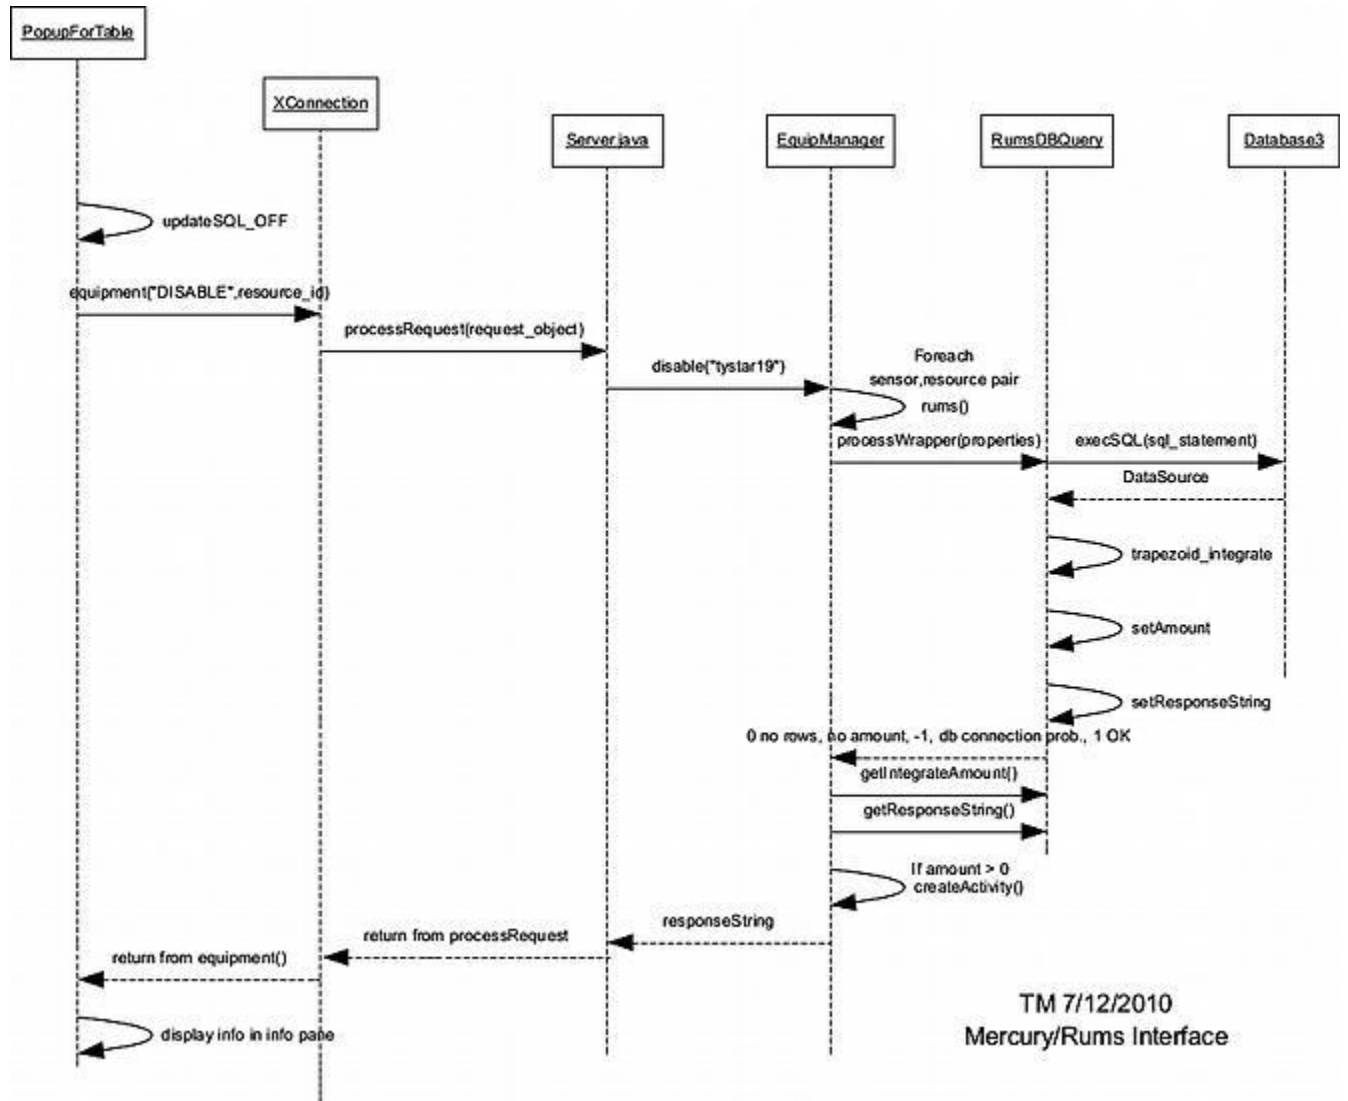 PopupForTable
XConnection
Server.java
EquipManager
RumsDBQuery
Database3
updateSQL_OFF
equipment("DISABLE",resource_id)
processRequest(request_object)
disable("tystar19")
Foreach
sensor,resource pair
rums()
processWrapper(properties)
execSQL(sql_statement)
DataSource
trapezoid_integrate
setAmount
setResponseString
0 no rows, no amount, -1, db connection prob., 1 OK
getIntegrateAmount()
getResponseString()
If amount > 0
createActivity()
responseString
return from processRequest
return from equipment()
display info in info pane
TM 7/12/2010
Mercury/Rums Interface